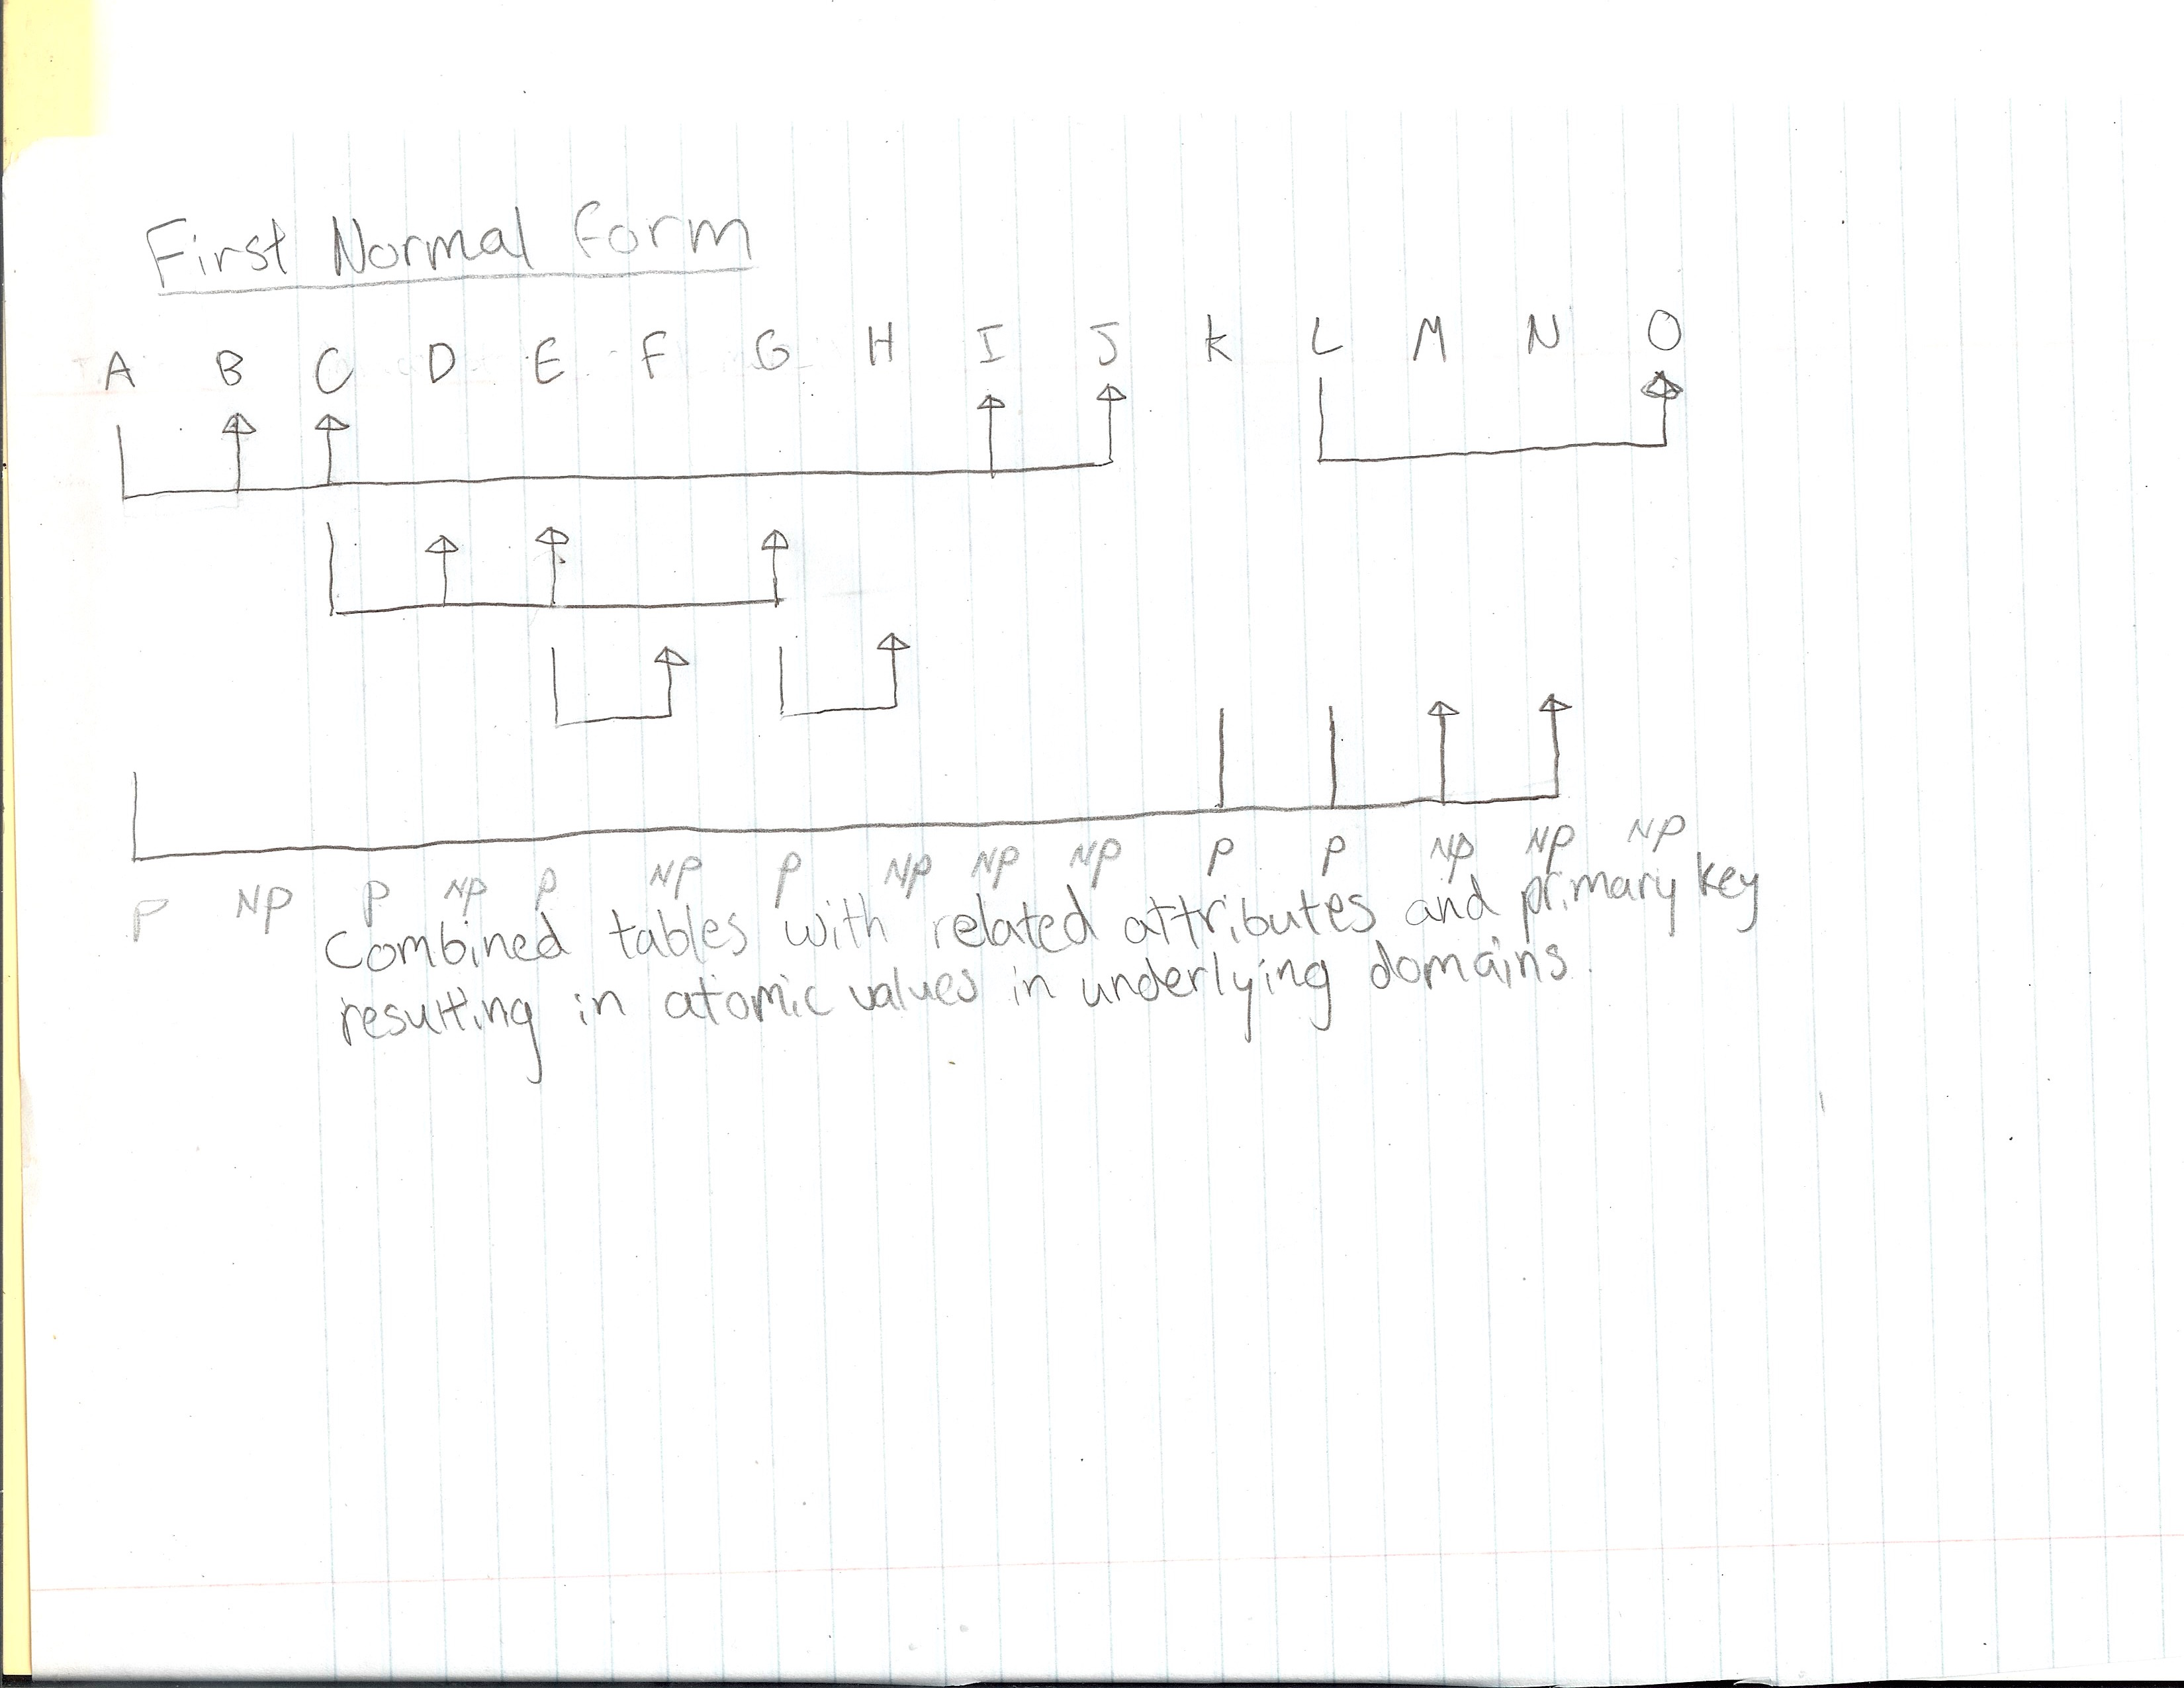 First Normal Form
A B C D E F G H I J K L M N O
P NP P NP P NP P NP NP NP P P NP NP NP
Combined tables with related attributes and primary key
resulting in atomic values in underlying domains.